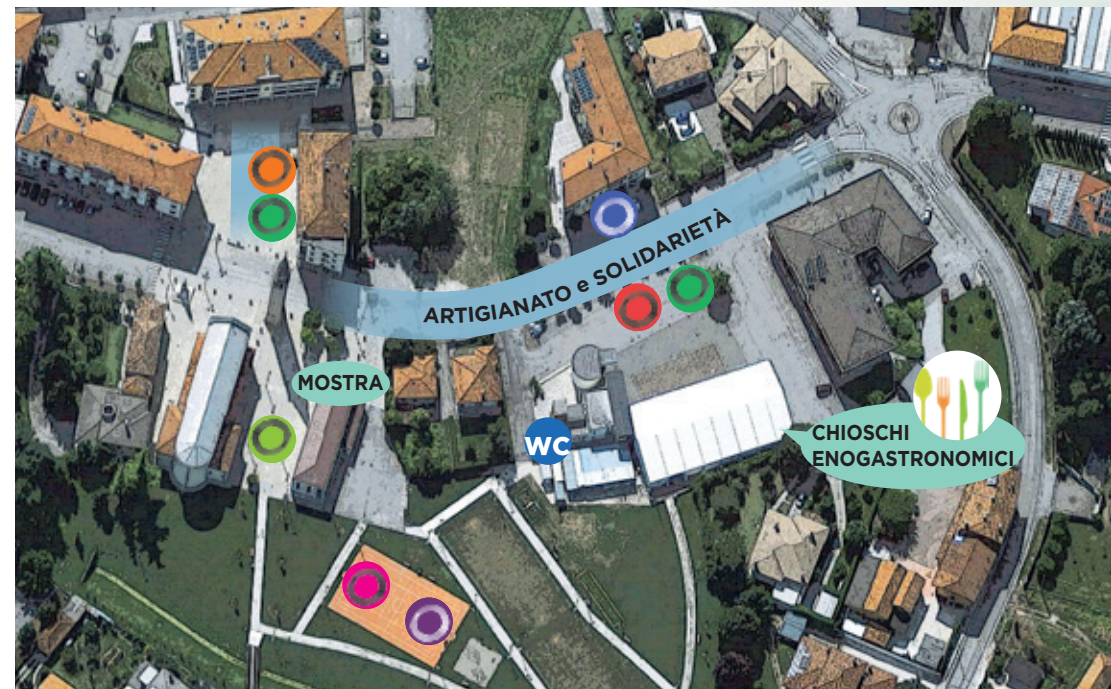 ARTIGIANATO e SOLIDARIETÀ
MOSTRA
WC
CHIOSCHI
ENOGASTRONOMICI